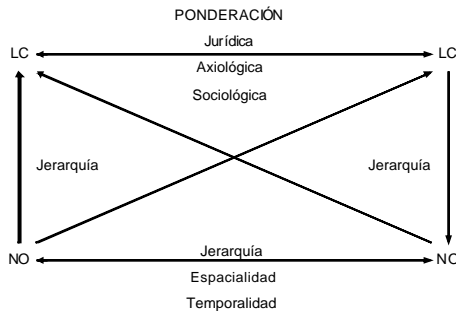 PONDERACIÓN
Jurídica
LC LC
Axiológica
Sociológica
Jerarquía Jerarquía
Jerarquía
NO NO
Espacialidad
Temporalidad